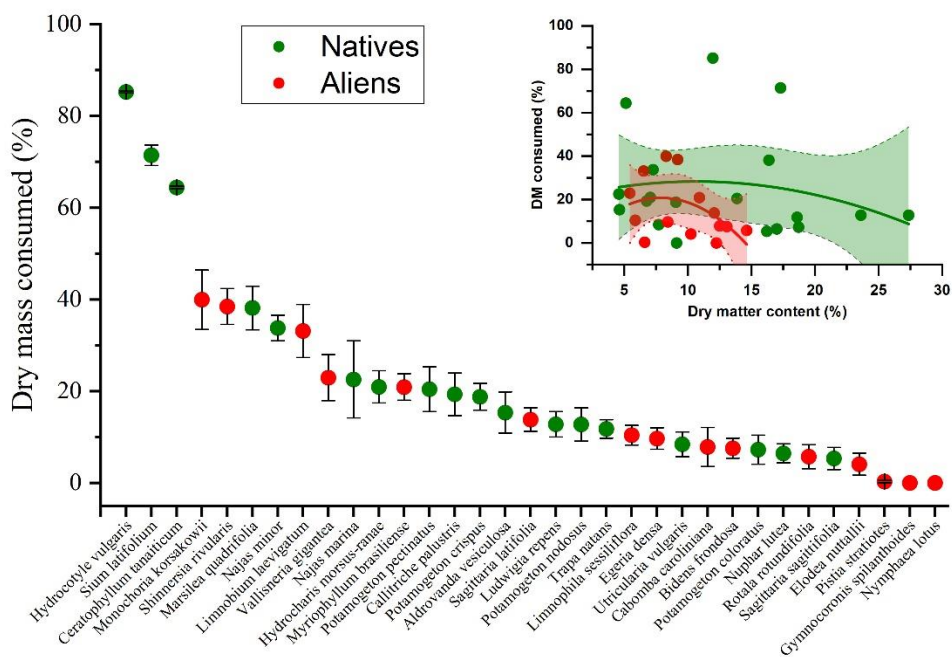 Dry mass consumed (%)
100
80
60
40
20
0
Natives
Aliens
DM consumed (%)
100
80
60
40
20
0
5
10
15
20
25
30
Dry matter content (%)
Hydrocotyle vulgaris
Sium latifolium
Ceratophyllum tanaiticum
Monochoria korsakowii
Shinnersia rivularis
Marsilea quadrifolia
Najas minor
Limnobium laevigatum
Vallisneria gigantea
Najas marina
Hydrocharis morsus-ranae
Myriophyllum brasiliense
Potamogeton pectinatus
Callitriche palustris
Potamogeton crispus
Aldrovanda vesiculosa
Sagittaria latifolia
Ludwigia repens
Potamogeton nodosus
Trapa natans
Limnophila sessiliflora
Egeria densa
Utricularia vulgaris
Cabomba caroliniana
Bidens frondosa
Potamogeton coloratus
Nuphar lutea
Rotala rotundifolia
Sagittaria sagittifolia
Elodea nuttallii
Pistia stratiotes
Gymnocoronis spilanthoides
Nymphaea lotus